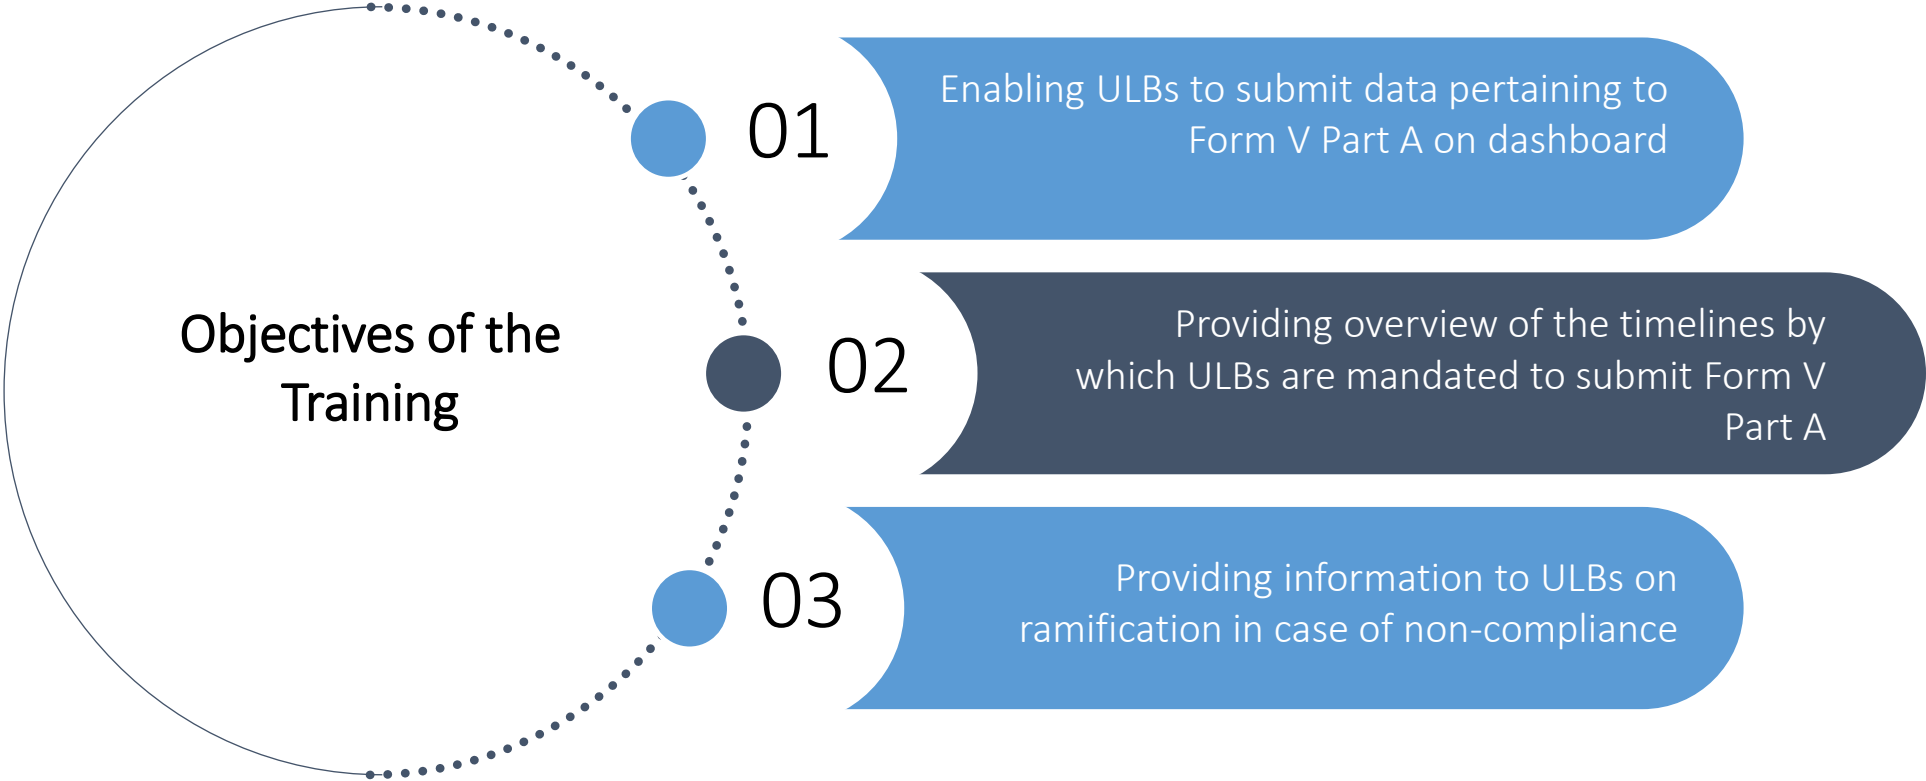 Objectives of the
Training
01
Enabling ULBs to submit data pertaining to
Form V Part A on dashboard
02
Providing overview of the timelines by
which ULBs are mandated to submit Form V
Part A
03
Providing information to ULBs on
ramification in case of non-compliance